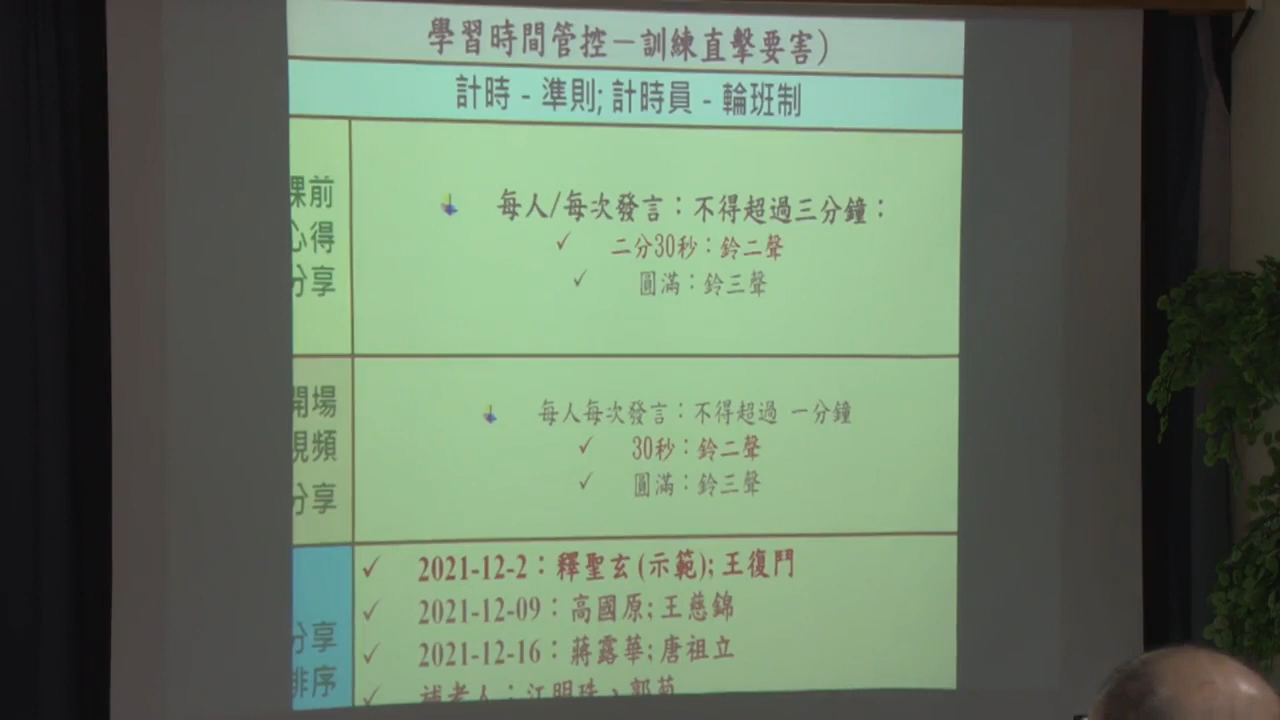 學習時間管控－訓練直擊要害)
計時 - 準則; 計時員 - 輪班制
課前
心得
分享
每人/每次發言：不得超過三分鐘：
✓ 二分30秒：鈴二聲
✓ 圓滿：鈴三聲
開場
視頻
分享
每人每次發言：不得超過 一分鐘
✓ 30秒：鈴二聲
✓ 圓滿：鈴三聲
分享
排序
✓ 2021-12-2：釋聖玄(示範); 王復鬥
✓ 2021-12-09：高國原; 王慈錦
✓ 2021-12-16：蔣露華; 唐祖立
✓